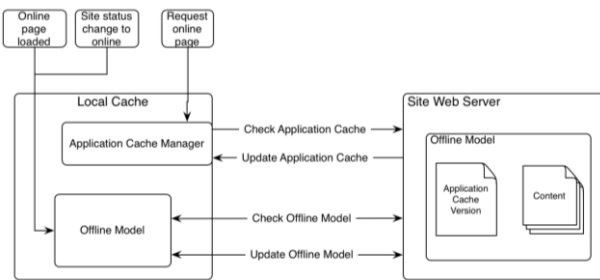 Online
page
loaded
Site status
change to
online
Request
online
page
Local Cache
Application Cache Manager
Offline Model
Check Application Cache
Update Application Cache
Check Offline Model
Update Offline Model
Site Web Server
Offline Model
Application
Cache
Version
Content